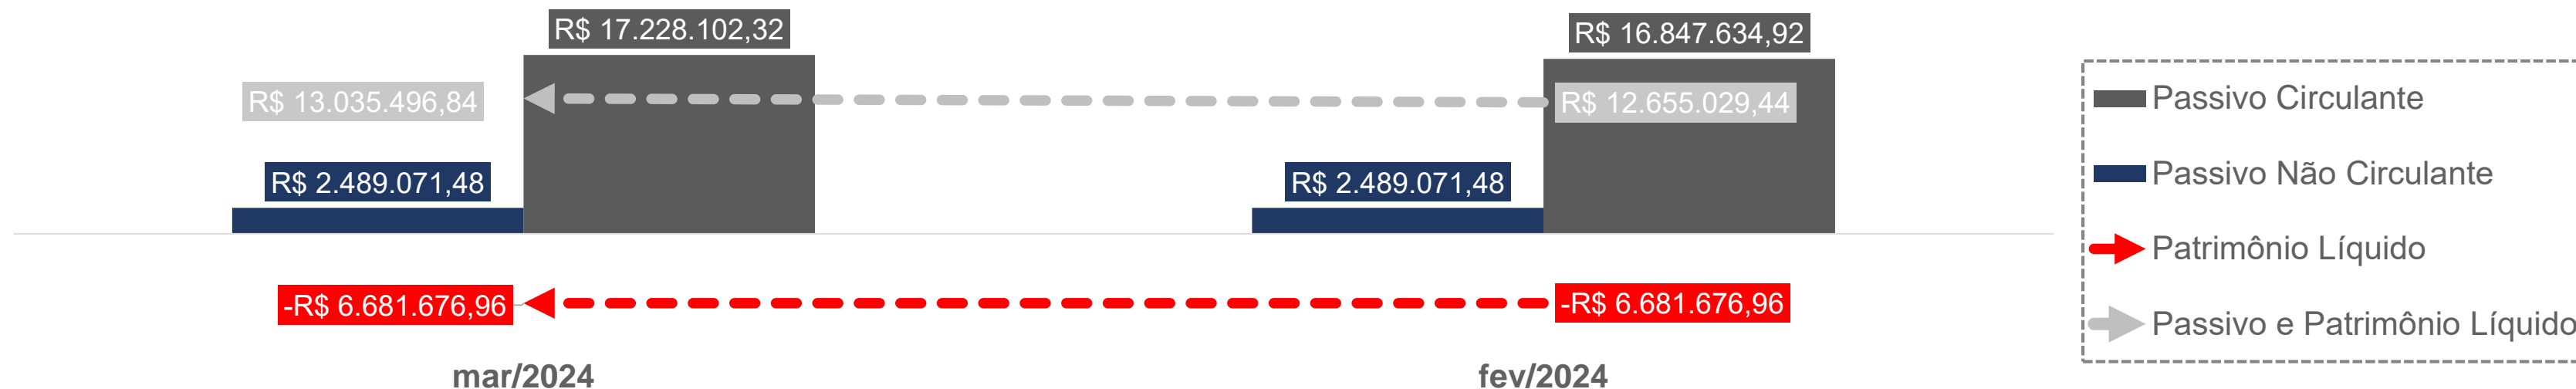 R$ 17.228.102,32
R$ 16.847.634,92
R$ 13.035.496,84
R$ 12.655.029,44
R$ 2.489.071,48
R$ 2.489.071,48
-R$ 6.681.676,96
-R$ 6.681.676,96
mar/2024
fev/2024
Passivo Circulante
Passivo Não Circulante
Patrimônio Líquido
Passivo e Patrimônio Líquido